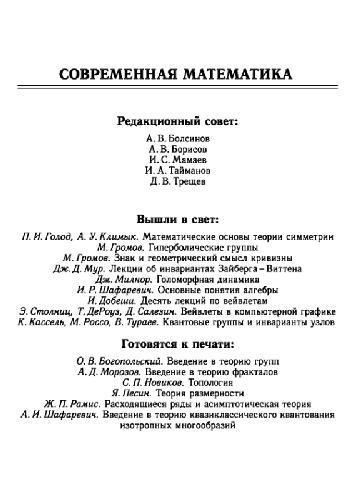 СОВРЕМЕННАЯ МАТЕМАТИКА
Редакционный совет:
А. В. Болсинов
А. В. Борисов
И. С. Мамаев
И. А. Тайманов
Д. В. Трещев
Вышли в свет:
П. И. Голод, А. У. Климык. Математические основы теории симметрии
М. Громов. Гиперболические группы
М. Громов. Знак и геометрический смысл кривизны
Дж. Д. Мур. Лекции об инвариантах Зайберга – Виттена
Дж. Милнор. Голоморфная динамика
И. Р. Шафаревич. Основные понятия алгебры
И. Добеши. Десять лекций по вейвлетам
Э. Столниц, Т. ДеРоуз, Д. Салезин. Вейвлеты в компьютерной графике
К. Кассель, М. Россо, В. Тураев. Квантовые группы и инварианты узлов
Готовятся к печати:
О. В. Богопольский. Введение в теорию групп
А. Д. Морозов. Введение в теорию фракталов
С. П. Новиков. Топология
Я. Песин. Теория размерности
Ж. П. Рамис. Расходящиеся ряды и асимптотическая теория
А. И. Шафаревич. Введение в теорию квазиклассического квантования
изотропных многообразий